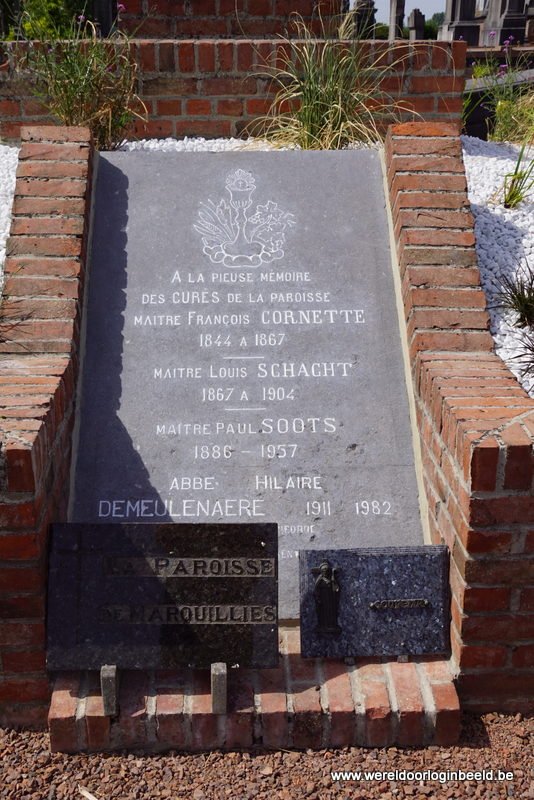 A LA PIEUSE MÉMOIRE
DES CURÉS DE LA PAROISSE
MAITRE FRANÇOIS CORNETTE
1844 A 1867
MAITRE LOUIS SCHACHT
1867 A 1904
MAITRE PAUL SOOTS
1886 - 1957
ABBÉ HILAIRE
DEMEULENAERE 1911 1982
LA PAROISSE
DE MARQUILLIES
SOUVENIR
www.wereldoorloginbeeld.be